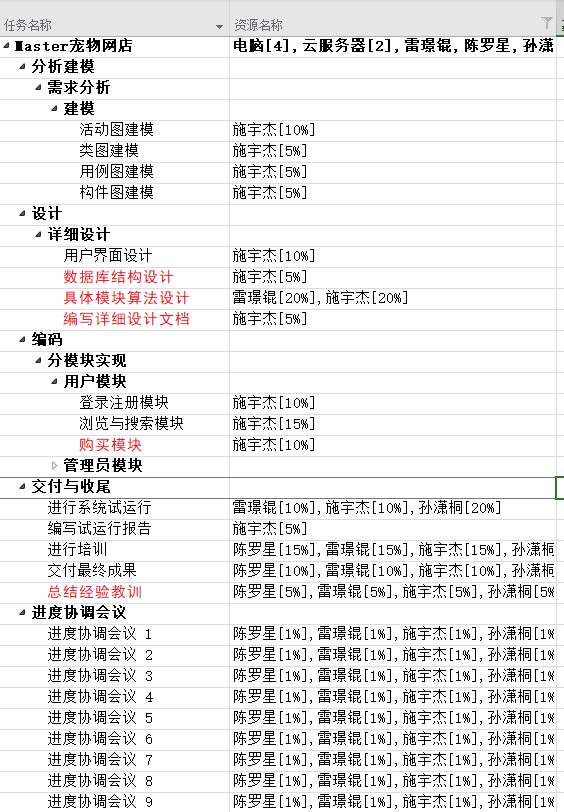 任务名称 资源名称
Master宠物网店 电脑[4],云服务器[2],雷璟锟,陈罗星,孙潇
分析建模
需求分析
建模
活动图建模 施宇杰[10%]
类图建模 施宇杰[5%]
用例图建模 施宇杰[5%]
构件图建模 施宇杰[5%]
设计
详细设计
用户界面设计 施宇杰[10%]
数据库结构设计 施宇杰[5%]
具体模块算法设计 雷璟锟[20%],施宇杰[20%]
编写详细设计文档 施宇杰[5%]
编码
分模块实现
用户模块
登录注册模块 施宇杰[10%]
浏览与搜索模块 施宇杰[15%]
购买模块 施宇杰[10%]
管理员模块
交付与收尾
进行系统试运行 雷璟锟[10%],施宇杰[10%],孙潇桐[20%]
编写试运行报告 施宇杰[5%]
进行培训 陈罗星[15%],雷璟锟[15%],施宇杰[15%],孙潇桐
交付最终成果 陈罗星[10%],雷璟锟[10%],施宇杰[10%],孙潇桐
总结经验教训 陈罗星[5%],雷璟锟[5%],施宇杰[5%],孙潇桐[5%
进度协调会议
进度协调会议 1 陈罗星[1%],雷璟锟[1%],施宇杰[1%],孙潇桐[1%
进度协调会议 2 陈罗星[1%],雷璟锟[1%],施宇杰[1%],孙潇桐[1%
进度协调会议 3 陈罗星[1%],雷璟锟[1%],施宇杰[1%],孙潇桐[1%
进度协调会议 4 陈罗星[1%],雷璟锟[1%],施宇杰[1%],孙潇桐[1%
进度协调会议 5 陈罗星[1%],雷璟锟[1%],施宇杰[1%],孙潇桐[1%
进度协调会议 6 陈罗星[1%],雷璟锟[1%],施宇杰[1%],孙潇桐[1%
进度协调会议 7 陈罗星[1%],雷璟锟[1%],施宇杰[1%],孙潇桐[1%
进度协调会议 8 陈罗星[1%],雷璟锟[1%],施宇杰[1%],孙潇桐[1%
进度协调会议 9 陈罗星[1%],雷璟锟[1%],施宇杰[1%],孙潇桐[1%